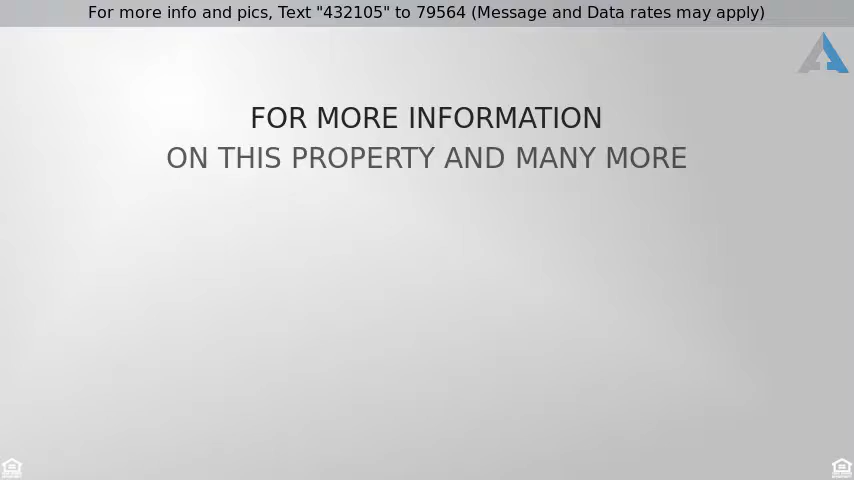 For more info and pics, Text "432105" to 79564 (Message and Data rates may apply)
FOR MORE INFORMATION
ON THIS PROPERTY AND MANY MORE